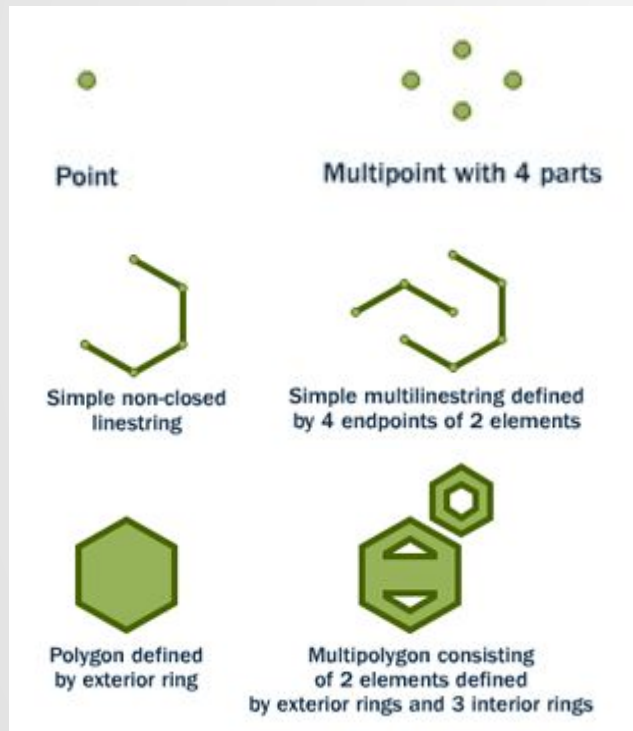 Point
Multipoint with 4 parts
Simple non-closed
linestring
Simple multilinestring defined
by 4 endpoints of 2 elements
Polygon defined
by exterior ring
Multipolygon consisting
of 2 elements defined
by exterior rings and 3 interior rings